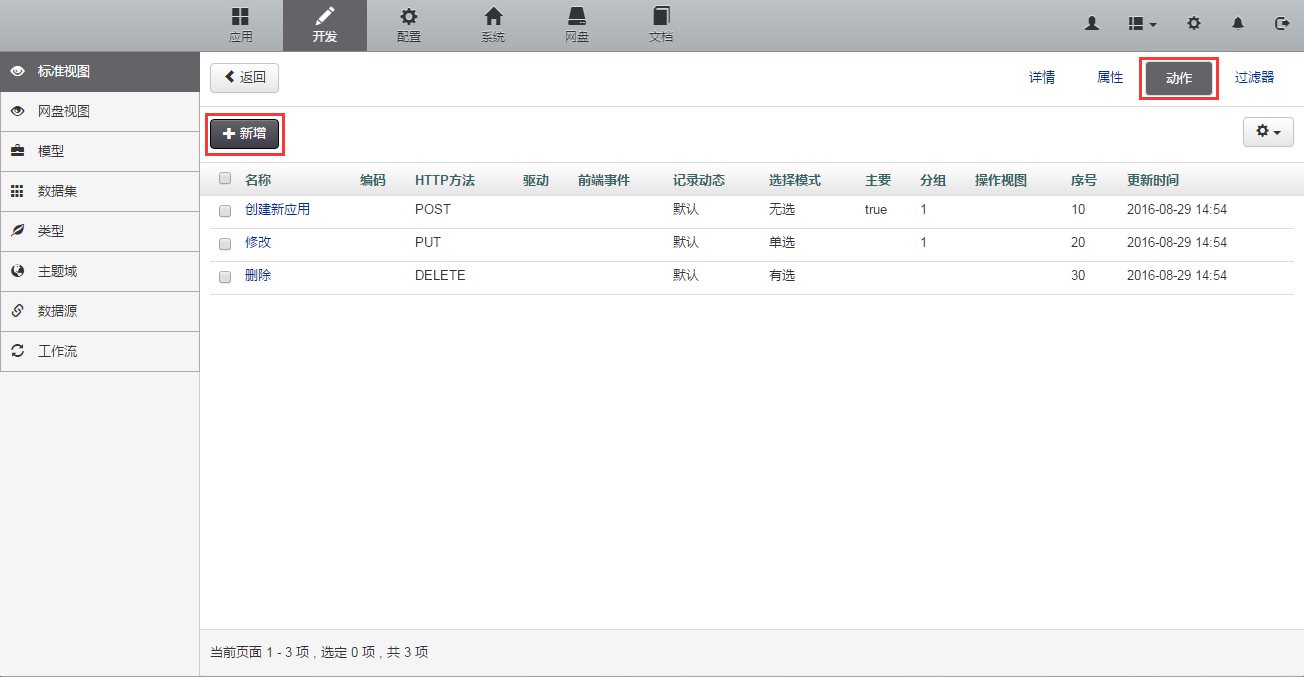 应用 开发 配置 系统 网盘 文档
标准视图
网盘视图
模型
数据集
类型
主题域
数据源
工作流
返回 详情 属性 动作 过滤器
新增
名称 编码 HTTP方法 驱动 前端事件 记录动态 选择模式 主要 分组 操作视图 序号 更新时间
创建新应用 POST 默认 无选 true 1 10 2016-08-29 14:54
修改 PUT 默认 单选 1 20 2016-08-29 14:54
删除 DELETE 默认 有选 30 2016-08-29 14:54
当前页面 1 - 3 项 , 选定 0 项 , 共 3 项